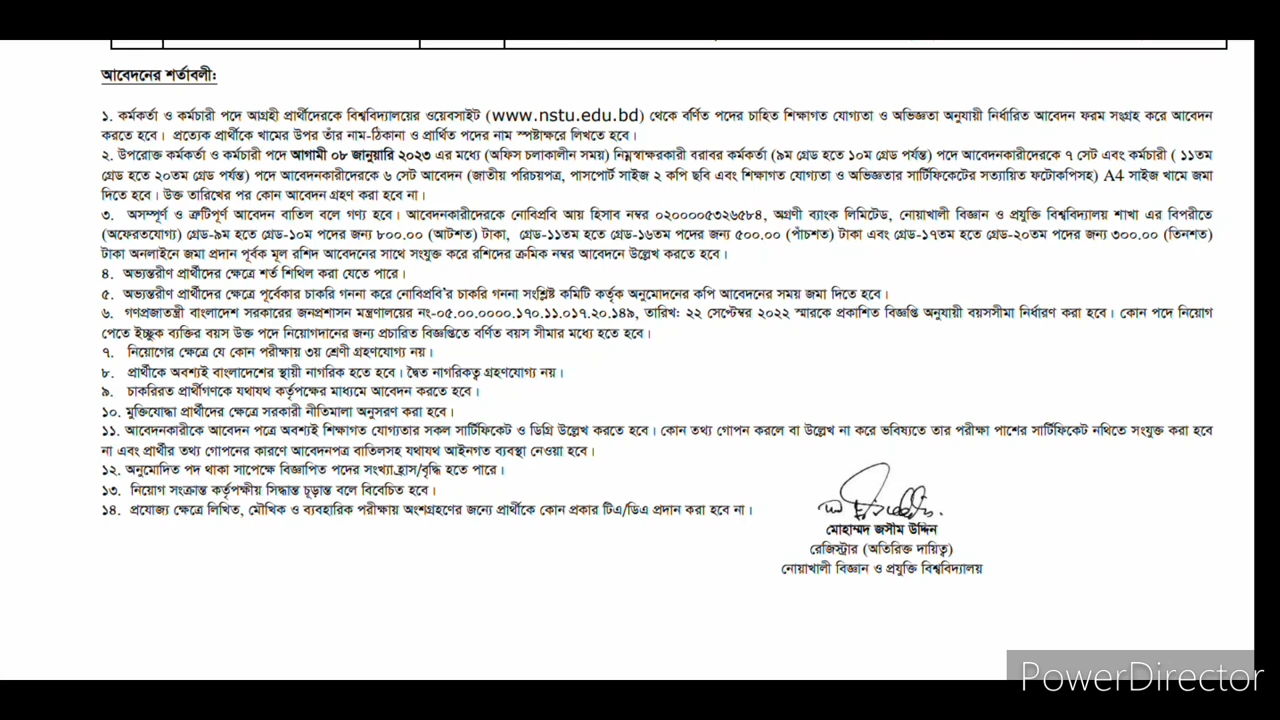 আবেদনের শর্তাবলী:
১. কর্মকর্তা ও কর্মচারী পদে আগ্রহী প্রার্থীদেরকে বিশ্ববিদ্যালয়ের ওয়েবসাইট (www.nstu.edu.bd) থেকে বর্ণিত পদের চাহিত শিক্ষাগত যোগ্যতা ও অভিজ্ঞতা অনুযায়ী নির্ধারিত আবেদন ফরম সংগ্রহ করে আবেদন
করতে হবে। প্রত্যেক প্রার্থীকে খামের উপর তাঁর নাম-ঠিকানা ও প্রার্থিত পদের নাম স্পষ্টাক্ষরে লিখতে হবে।
২. উপরোক্ত কর্মকর্তা ও কর্মচারী পদে আগামী ০৮ জানুয়ারি ২০২৩ এর মধ্যে (অফিস চলাকালীন সময়) নিম্নস্বাক্ষরকারী বরাবর কর্মকর্তা (৯ম গ্রেড হতে ১০ম গ্রেড পর্যন্ত) পদে আবেদনকারীদেরকে ৭ সেট এবং কর্মচারী ( ১১তম
গ্রেড হতে ২০তম গ্রেড পর্যন্ত) পদে আবেদনকারীদেরকে ৬ সেট আবেদন (জাতীয় পরিচয়পত্র, পাসপোর্ট সাইজ ২ কপি ছবি এবং শিক্ষাগত যোগ্যতা ও অভিজ্ঞতার সার্টিফিকেটের সত্যায়িত ফটোকপিসহ) A4 সাইজ খামে জমা
দিতে হবে। উক্ত তারিখের পর কোন আবেদন গ্রহণ করা হবে না।
৩. অসম্পূর্ণ ও ত্রুটিপূর্ণ আবেদন বাতিল বলে গণ্য হবে। আবেদনকারীদেরকে নোবিপ্রবি আয় হিসাব নম্বর ০২০০০০৫৩২৬৫৮৪, অগ্রণী ব্যাংক লিমিটেড, নোয়াখালী বিজ্ঞান ও প্রযুক্তি বিশ্ববিদ্যালয় শাখা এর বিপরীতে
(অফেরতযোগ্য) গ্রেড-৯ম হতে গ্রেড-১০ম পদের জন্য ৮০০.০০ (আটশত) টাকা, গ্রেড-১১তম হতে গ্রেড-১৬তম পদের জন্য ৫০০.০০ (পাঁচশত) টাকা এবং গ্রেড-১৭তম হতে গ্রেড-২০তম পদের জন্য ৩০০.০০ (তিনশত)
টাকা অনলাইনে জমা প্রদান পূর্বক মূল রশিদ আবেদনের সাথে সংযুক্ত করে রশিদের ক্রমিক নম্বর আবেদনে উল্লেখ করতে হবে।
৪. অভ্যন্তরীণ প্রার্থীদের ক্ষেত্রে শর্ত শিথিল করা যেতে পারে।
৫. অভ্যন্তরীণ প্রার্থীদের ক্ষেত্রে পূর্বেকার চাকরি গননা করে নোবিপ্রবি'র চাকরি গননা সংশ্লিষ্ট কমিটি কর্তৃক অনুমোদনের কপি আবেদনের সময় জমা দিতে হবে।
৬. গণপ্রজাতন্ত্রী বাংলাদেশ সরকারের জনপ্রশাসন মন্ত্রণালয়ের নং-০৫.০০.০০০০.১৭০.১১.০১৭.২০.১৪৯, তারিখ: ২২ সেপ্টেম্বর ২০২২ স্মারকে প্রকাশিত বিজ্ঞপ্তি অনুযায়ী বয়সসীমা নির্ধারণ করা হবে। কোন পদে নিয়োগ
পেতে ইচ্ছুক ব্যক্তির বয়স উক্ত পদে নিয়োগদানের জন্য প্রচারিত বিজ্ঞপ্তিতে বর্ণিত বয়স সীমার মধ্যে হতে হবে।
৭. নিয়োগের ক্ষেত্রে যে কোন পরীক্ষায় ৩য় শ্রেণী গ্রহণযোগ্য নয়।
৮. প্রার্থীকে অবশ্যই বাংলাদেশের স্থায়ী নাগরিক হতে হবে। দ্বৈত নাগরিকত্ব গ্রহণযোগ্য নয়।
৯. চাকরিরত প্রার্থীগণকে যথাযথ কর্তৃপক্ষের মাধ্যমে আবেদন করতে হবে।
১০. মুক্তিযোদ্ধা প্রার্থীদের ক্ষেত্রে সরকারী নীতিমালা অনুসরণ করা হবে।
১১. আবেদনকারীকে আবেদন পত্রে অবশ্যই শিক্ষাগত যোগ্যতার সকল সার্টিফিকেট ও ডিগ্রি উল্লেখ করতে হবে। কোন তথ্য গোপন করলে বা উল্লেখ না করে ভবিষ্যতে তার পরীক্ষা পাশের সার্টিফিকেট নথিতে সংযুক্ত করা হবে
না এবং প্রার্থীর তথ্য গোপনের কারণে আবেদনপত্র বাতিলসহ যথাযথ আইনগত ব্যবস্থা নেওয়া হবে।
১২. অনুমোদিত পদ থাকা সাপেক্ষে বিজ্ঞাপিত পদের সংখ্যা হ্রাস/বৃদ্ধি হতে পারে।
১৩. নিয়োগ সংক্রান্ত কর্তৃপক্ষীয় সিদ্ধান্ত চূড়ান্ত বলে বিবেচিত হবে।
১৪. প্রযোজ্য ক্ষেত্রে লিখিত, মৌখিক ও ব্যবহারিক পরীক্ষায় অংশগ্রহণের জন্যে প্রার্থীকে কোন প্রকার টিএ/ডিএ প্রদান করা হবে না।
মোহাম্মদ জসীম উদ্দিন
রেজিস্ট্রার (অতিরিক্ত দায়িত্ব)
নোয়াখালী বিজ্ঞান ও প্রযুক্তি বিশ্ববিদ্যালয়
PowerDirector